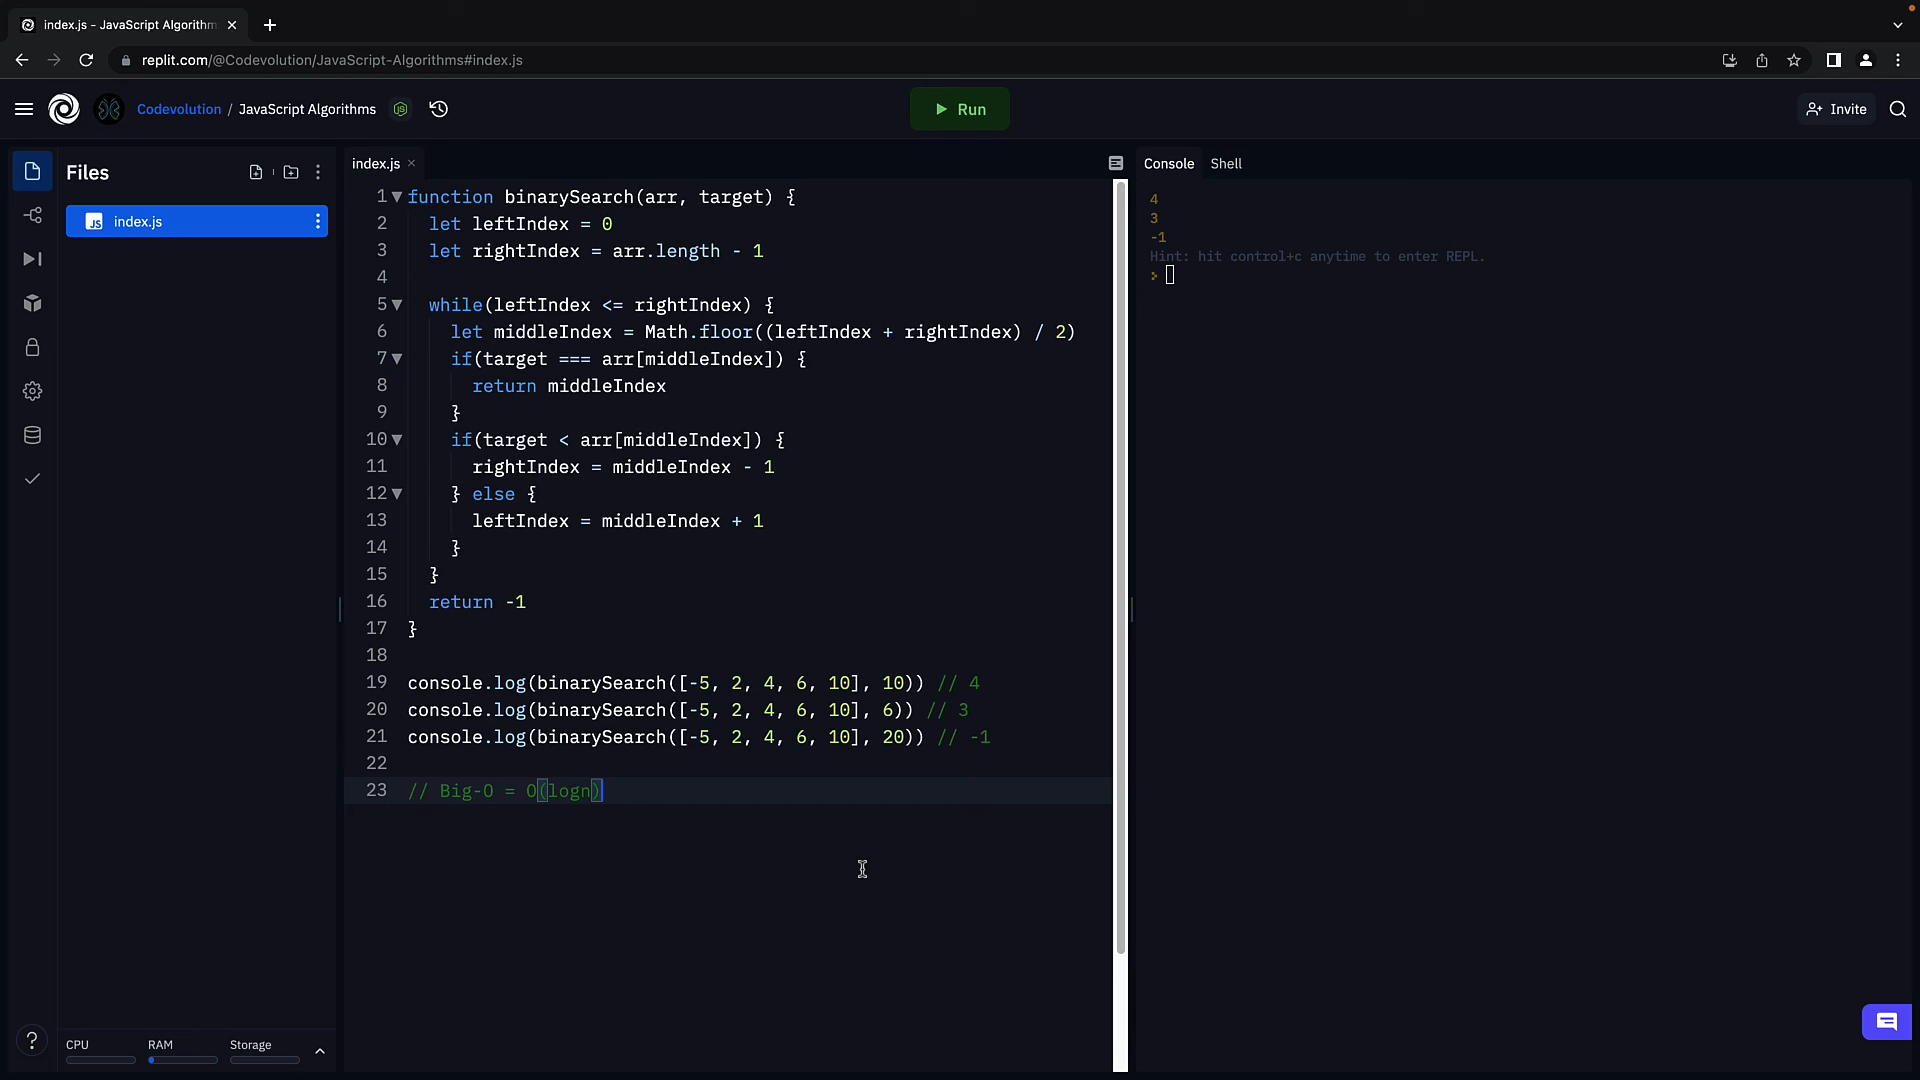 index.js - JavaScript Algorithm
replit.com/@Codevolution/JavaScript-Algorithms#index.js
Codevolution / JavaScript Algorithms
Run
Invite
Files
index.js
JS index.js
Console
Shell
1 function binarySearch(arr, target) {
2 let leftIndex = 0
3 let rightIndex = arr.length - 1
4
5 while(leftIndex <= rightIndex) {
6 let middleIndex = Math.floor((leftIndex + rightIndex) / 2)
7 if(target === arr[middleIndex]) {
8 return middleIndex
9 }
10 if(target < arr[middleIndex]) {
11 rightIndex = middleIndex - 1
12 } else {
13 leftIndex = middleIndex + 1
14 }
15 }
16 return -1
17 }
18
19 console.log(binarySearch([-5, 2, 4, 6, 10], 10)) // 4
20 console.log(binarySearch([-5, 2, 4, 6, 10], 6)) // 3
21 console.log(binarySearch([-5, 2, 4, 6, 10], 20)) // -1
22
23 // Big-O = O(logn)
4
3
-1
Hint: hit control+c anytime to enter REPL.
>
?
CPU
RAM
Storage